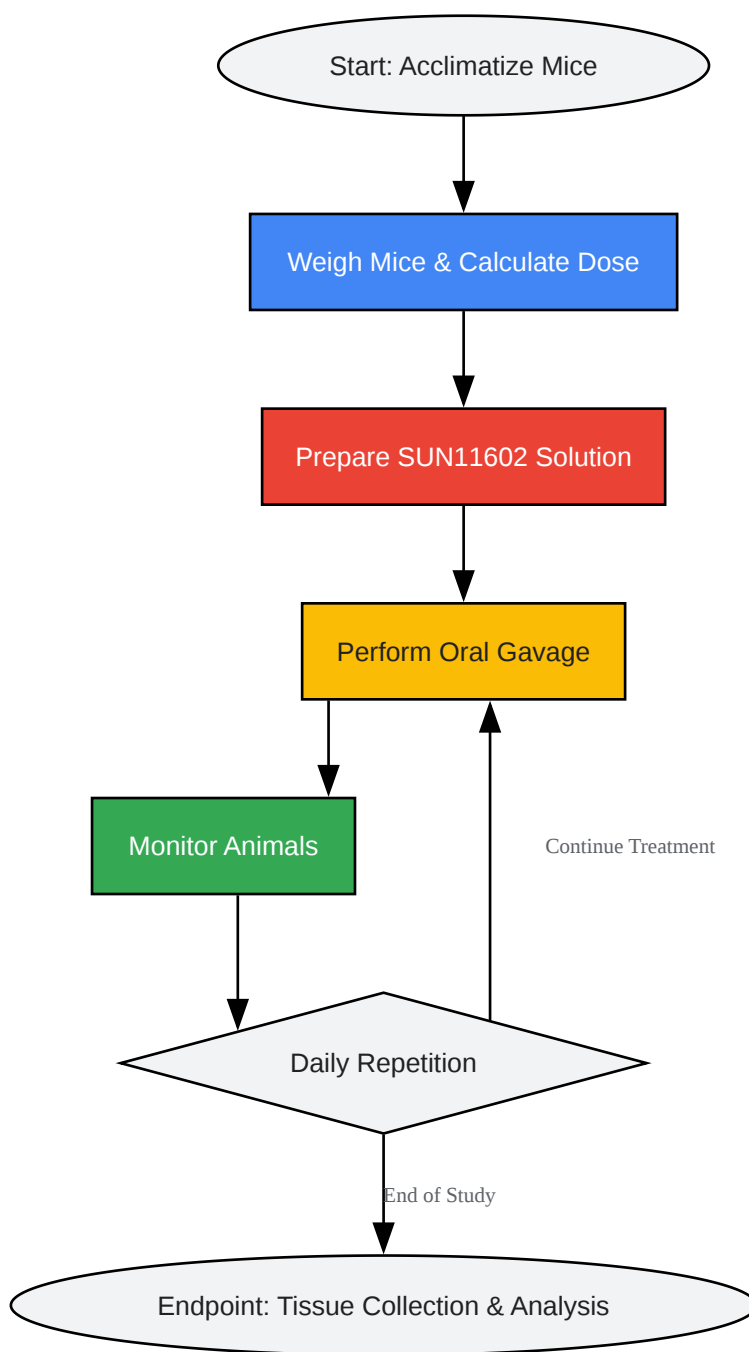 Start: Acclimatize Mice
Weigh Mice & Calculate Dose
Prepare SUN11602 Solution
Perform Oral Gavage
Monitor Animals
Continue Treatment
Daily Repetition
End of Study
Endpoint: Tissue Collection & Analysis